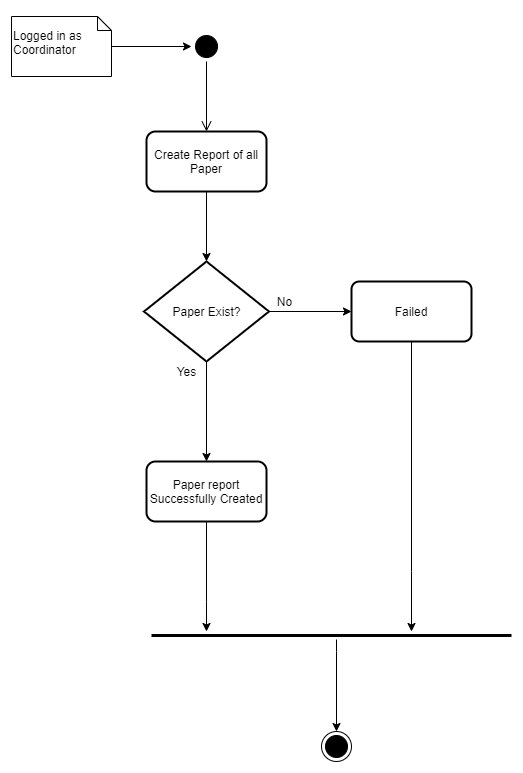 Logged in as
Coordinator
Create Report of all
Paper
Paper Exist?
No
Failed
Yes
Paper report
Successfully Created